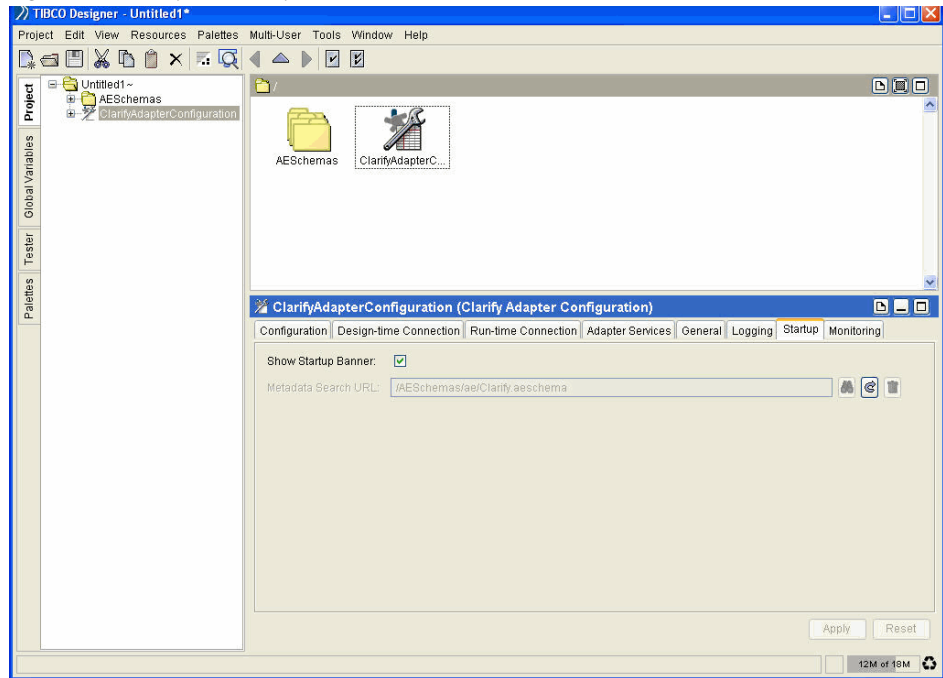 TIBCO Designer - Untitled1*
Project Edit View Resources Palettes Multi-User Tools Window Help
Project
Global Variables
Tester
Palettes
Untitled1~
AESchemas
ClarifyAdapterConfiguration
/
AESchemas
ClarifyAdapterC...
ClarifyAdapterConfiguration (Clarify Adapter Configuration)
Configuration Design-time Connection Run-time Connection Adapter Services General Logging Startup Monitoring
Show Startup Banner:
Metadata Search URL: /AESchemas/ae/Clarify.aeschema
Apply Reset
12M of 18M